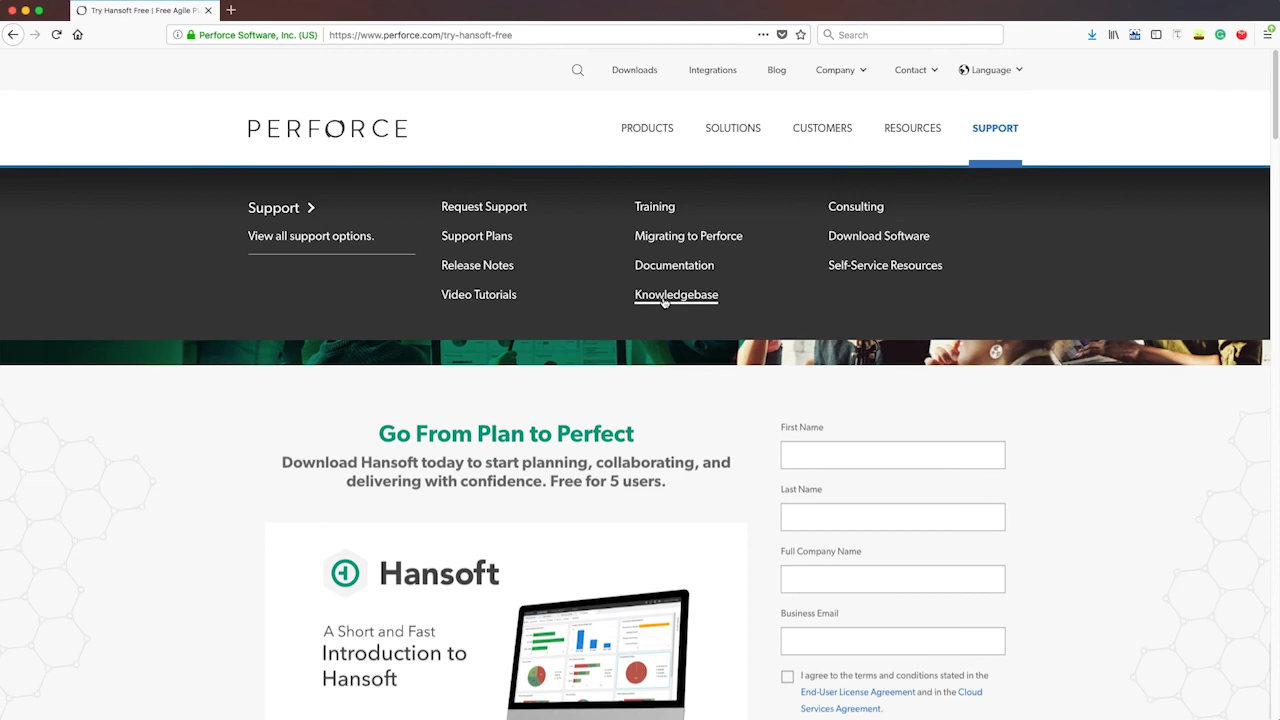 Try Hansoft Free | Free Agile Pl
Perforce Software, Inc. (US)
https://www.perforce.com/try-hansoft-free
Search
Downloads
Integrations
Blog
Company
Contact
Language
PERFORCE
PRODUCTS
SOLUTIONS
CUSTOMERS
RESOURCES
SUPPORT
Support
View all support options.
Request Support
Support Plans
Release Notes
Video Tutorials
Training
Migrating to Perforce
Documentation
Knowledgebase
Consulting
Download Software
Self-Service Resources
Go From Plan to Perfect
Download Hansoft today to start planning, collaborating, and
delivering with confidence. Free for 5 users.
Hansoft
A Short and Fast
Introduction to
Hansoft
First Name
Last Name
Full Company Name
Business Email
I agree to the terms and conditions stated in the
End-User License Agreement and in the Cloud
Services Agreement.